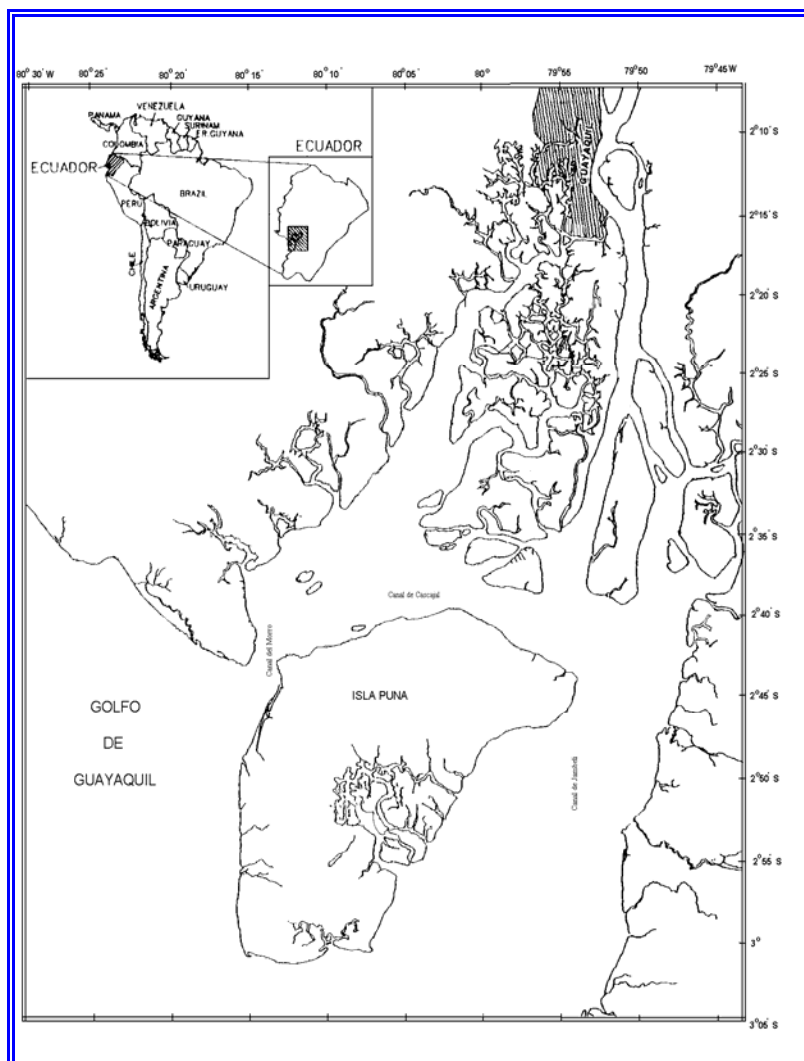 80° 30' W
80° 25'
80° 20'
80° 15'
80° 10'
80° 05'
80°
79° 55'
79° 50'
79° 45 W
PANAMA
VENEZUELA
GUYANA
SURINAM
FR.GUYANA
COLOMBIA
ECUADOR
ECUADOR
BRAZIL
PERU
BOLIVIA
PARAGUAY
CHILE
ARGENTINA
URUGUAY
GUAYAQUIL
2° 10' S
2° 15' S
2° 20' S
2° 25' S
2° 30' S
2° 35' S
2° 40' S
2° 45' S
2° 50' S
2° 55' S
3° S
3° 05' S
Canal de Cascajal
Canal del Morro
ISLA PUNA
GOLFO
DE
GUAYAQUIL
Canal de Jambelí